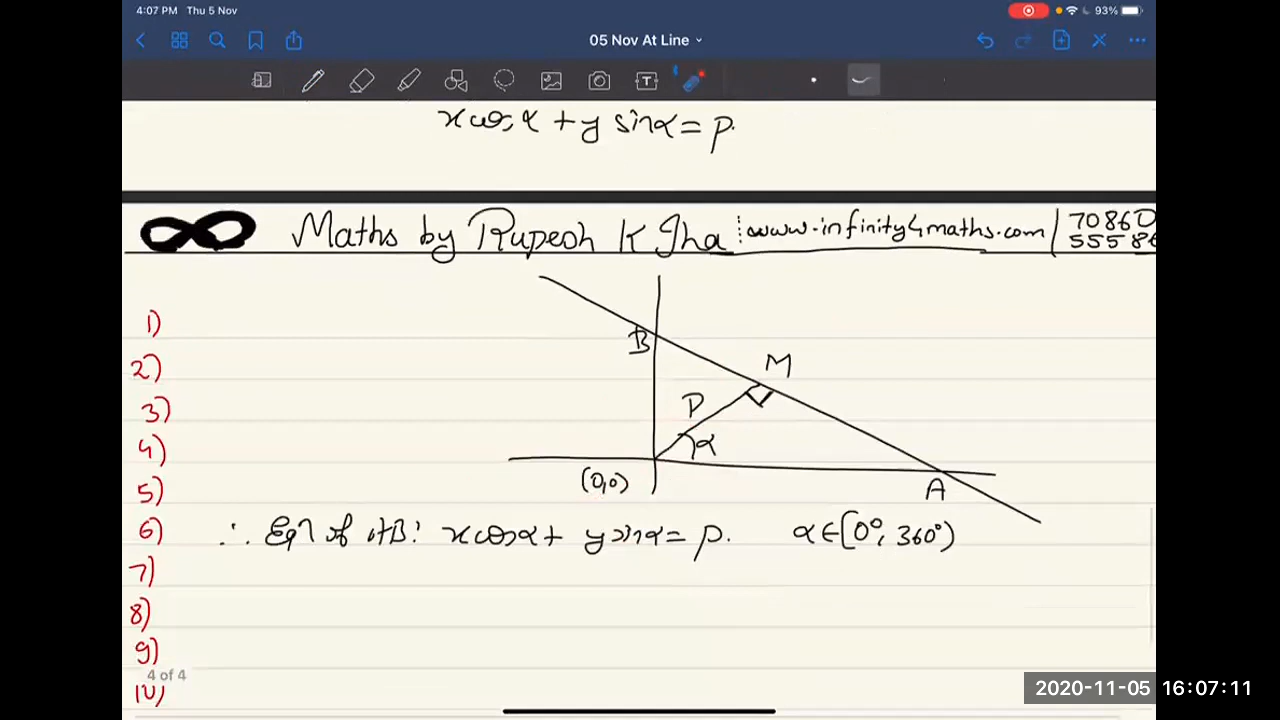 4:07 PM Thu 5 Nov
93%
05 Nov At Line
x cos α + y sin α = p.
Maths by Rupesh K Jha www.infinity4maths.com / 70860
5558
1)
B
2)
M
3)
P
4)
α
5)
(0,0)
A
6) ∴ Eqn of AB: x cos α + y sin α = p. α ∈ [0°, 360°)
7)
8)
9)
4 of 4
10)
2020-11-05 16:07:11